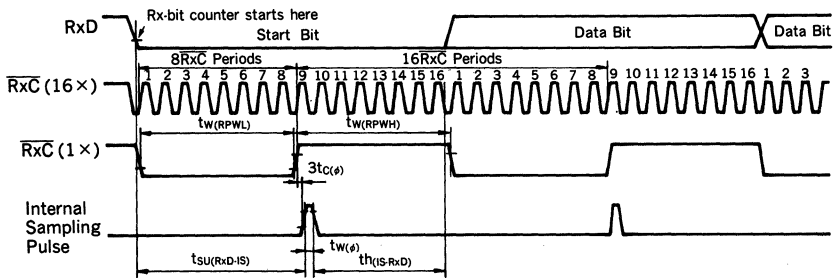 Rx-bit counter starts here
RxD Start Bit Data Bit Data Bit
8RxC Periods 16RxC Periods
1 2 3 4 5 6 7 8 9 10 11 12 13 14 15 16 1 2 3 4 5 6 7 8 9 10 11 12 13 14 15 16 1 2 3
RxC (16×)
tW(RPWL) tW(RPWH)
RxC (1×)
3tC(φ)
Internal
Sampling
Pulse
tW(φ)
tSU(RxD-IS) th(IS-RxD)